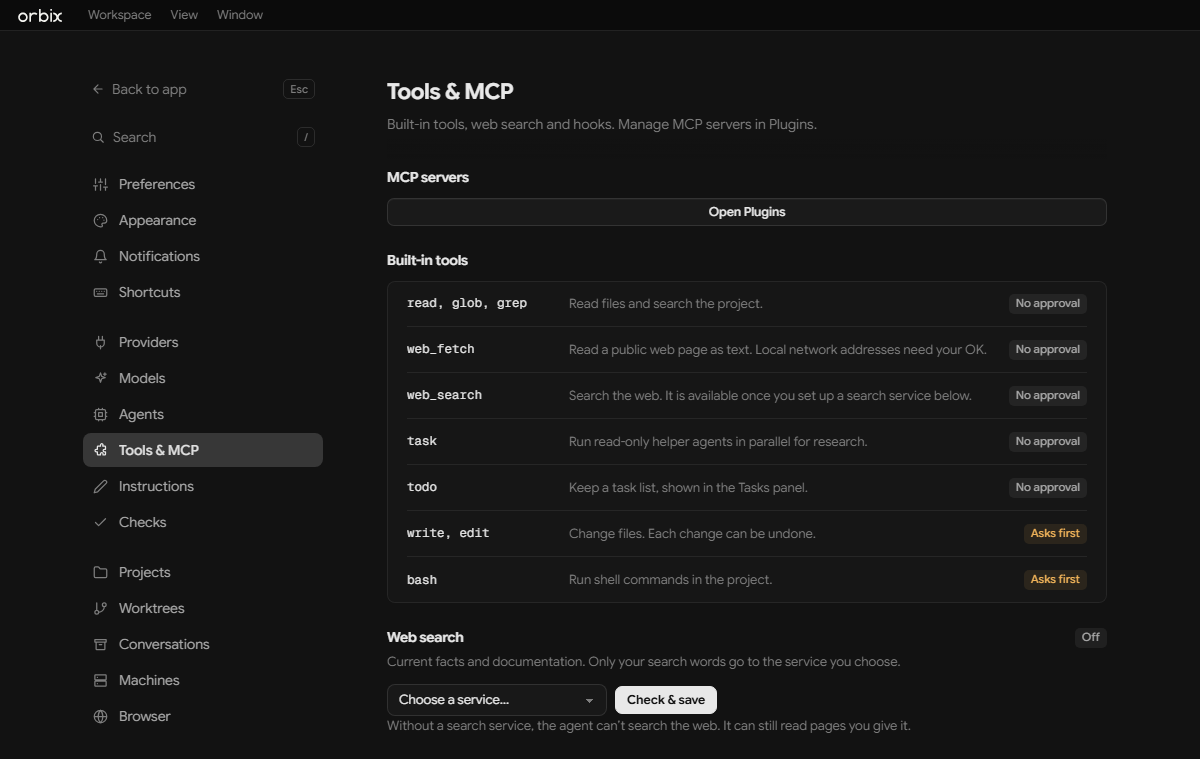 orbix Workspace View Window
Back to app Esc
Search /
Preferences
Appearance
Notifications
Shortcuts
Providers
Models
Agents
Tools & MCP
Instructions
Checks
Projects
Worktrees
Conversations
Machines
Browser
Tools & MCP
Built-in tools, web search and hooks. Manage MCP servers in Plugins.
MCP servers
Open Plugins
Built-in tools
read, glob, grep Read files and search the project. No approval
web_fetch Read a public web page as text. Local network addresses need your OK. No approval
web_search Search the web. It is available once you set up a search service below. No approval
task Run read-only helper agents in parallel for research. No approval
todo Keep a task list, shown in the Tasks panel. No approval
write, edit Change files. Each change can be undone. Asks first
bash Run shell commands in the project. Asks first
Web search Off
Current facts and documentation. Only your search words go to the service you choose.
Choose a service... Check & save
Without a search service, the agent can't search the web. It can still read pages you give it.